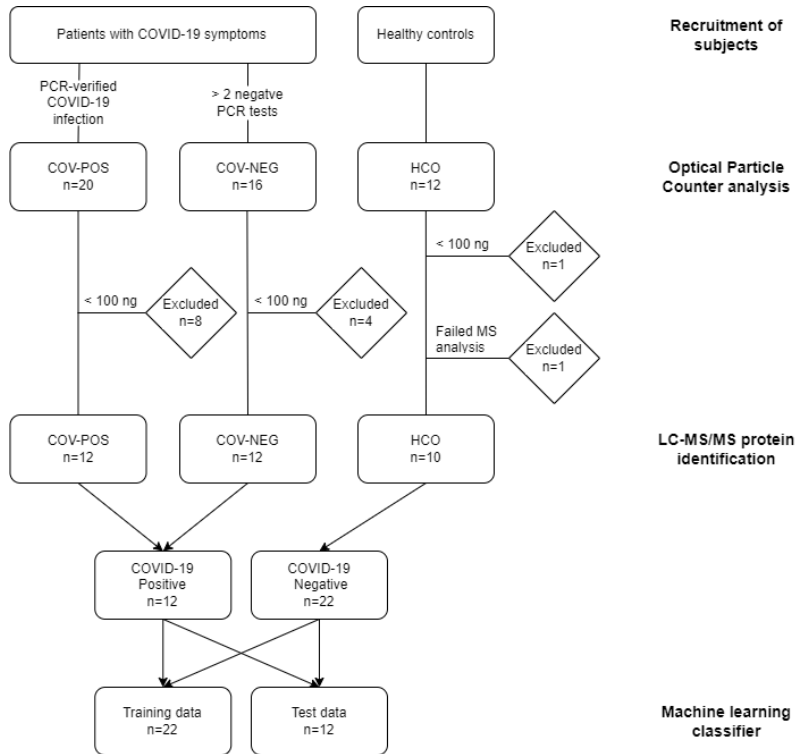 Patients with COVID-19 symptoms
Healthy controls
Recruitment of
subjects
PCR-verified
COVID-19
infection
> 2 negatve
PCR tests
COV-POS
n=20
COV-NEG
n=16
HCO
n=12
Optical Particle
Counter analysis
< 100 ng
Excluded
n=1
< 100 ng
Excluded
n=8
< 100 ng
Excluded
n=4
Failed MS
analysis
Excluded
n=1
COV-POS
n=12
COV-NEG
n=12
HCO
n=10
LC-MS/MS protein
identification
COVID-19
Positive
n=12
COVID-19
Negative
n=22
Training data
n=22
Test data
n=12
Machine learning
classifier